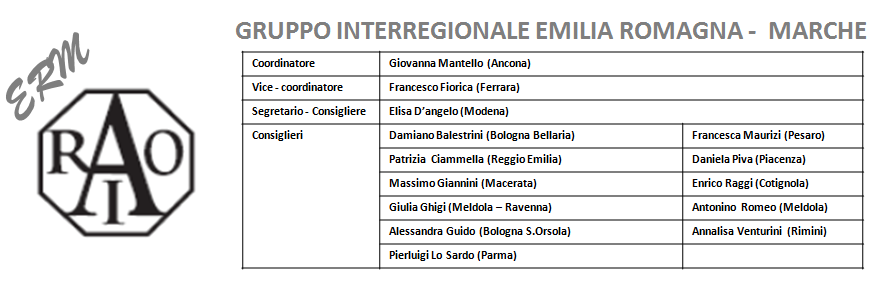 GRUPPO INTERREGIONALE EMILIA ROMAGNA - MARCHE
ERM
RAO
I
Coordinatore Giovanna Mantello (Ancona)
Vice - coordinatore Francesco Fiorica (Ferrara)
Segretario - Consigliere Elisa D'angelo (Modena)
Consiglieri Damiano Balestrini (Bologna Bellaria) Francesca Maurizi (Pesaro)
Patrizia Ciammella (Reggio Emilia) Daniela Piva (Piacenza)
Massimo Giannini (Macerata) Enrico Raggi (Cotignola)
Giulia Ghigi (Meldola – Ravenna) Antonino Romeo (Meldola)
Alessandra Guido (Bologna S.Orsola) Annalisa Venturini (Rimini)
Pierluigi Lo Sardo (Parma)